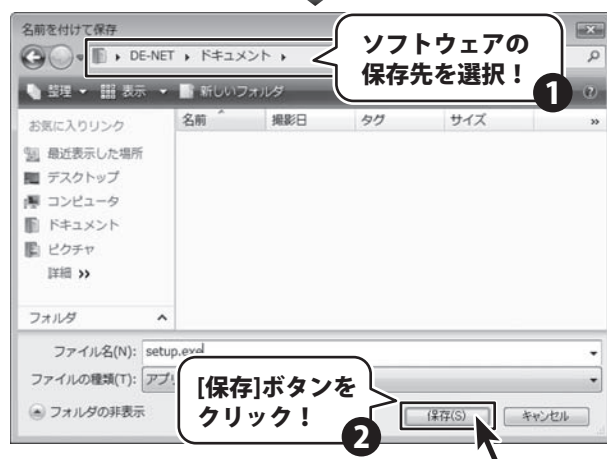 名前を付けて保存
DE-NET ▸ ドキュメント ▸
ソフトウェアの
保存先を選択！
❶
整理 ▼ 表示 ▼ 新しいフォルダ
お気に入りリンク
最近表示した場所
デスクトップ
コンピュータ
ドキュメント
ピクチャ
詳細 »
名前 撮影日 タグ サイズ »
フォルダ
ファイル名(N): setup.exe
ファイルの種類(T): アプ
[保存]ボタンを
クリック！
❷
フォルダの非表示
保存(S) キャンセル